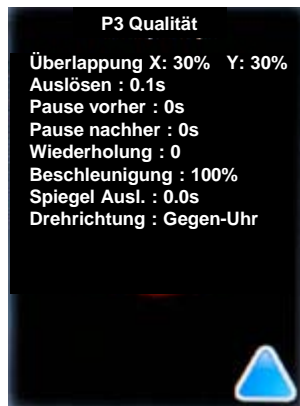 P3 Qualität
Überlappung X: 30% Y: 30%
Auslösen : 0.1s
Pause vorher : 0s
Pause nachher : 0s
Wiederholung : 0
Beschleunigung : 100%
Spiegel Ausl. : 0.0s
Drehrichtung : Gegen-Uhr